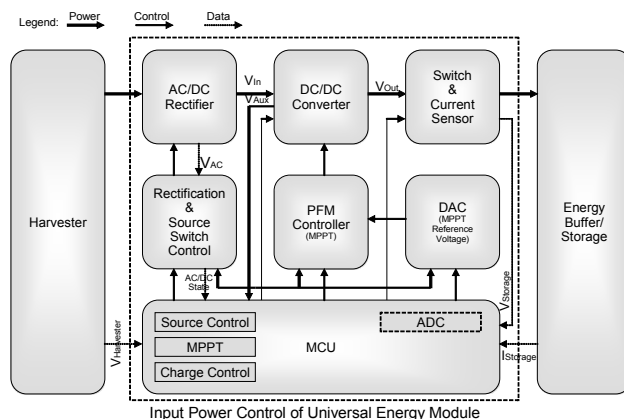 Legend: Power Control Data
Harvester
AC/DC
Rectifier
VIn
VAux
DC/DC
Converter
VOut
Switch
&
Current
Sensor
Energy
Buffer/
Storage
VAC
Rectification
&
Source
Switch
Control
PFM
Controller
(MPPT)
DAC
(MPPT
Reference
Voltage)
AC/DC
State
VStorage
VHarvester
IStorage
Source Control
MPPT
Charge Control
MCU
ADC
Input Power Control of Universal Energy Module